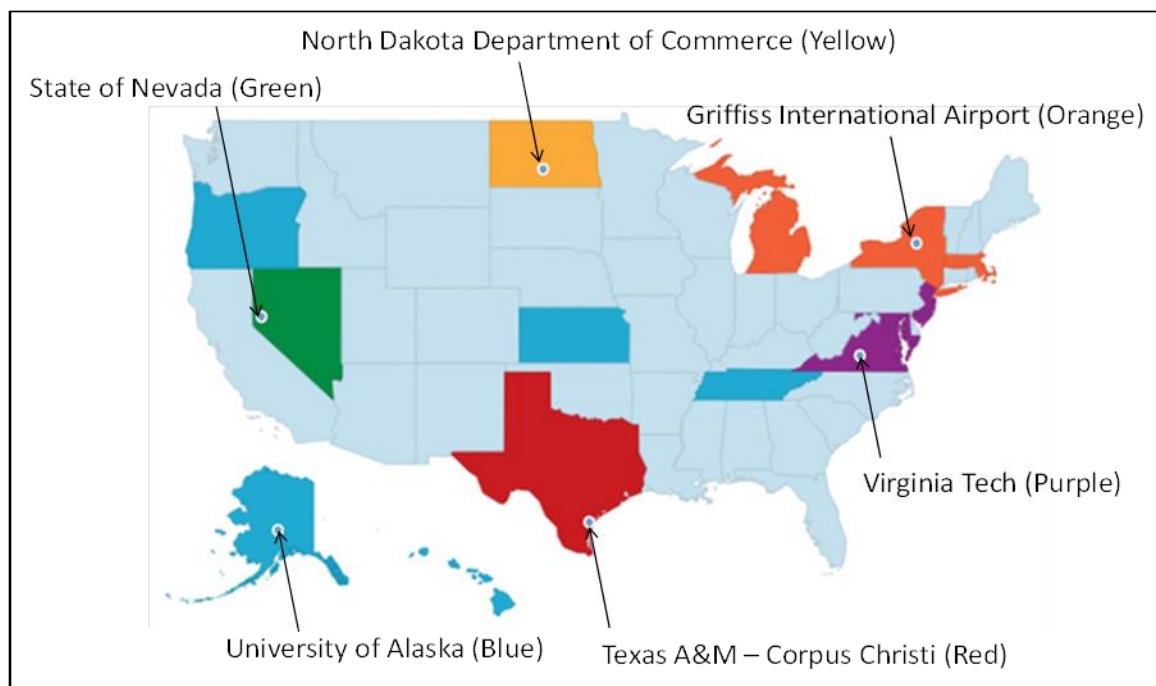 North Dakota Department of Commerce (Yellow)
State of Nevada (Green)
Griffiss International Airport (Orange)
Virginia Tech (Purple)
University of Alaska (Blue)
Texas A&M – Corpus Christi (Red)